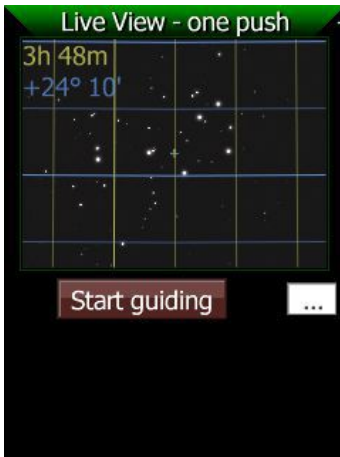 Live View - one push
3h 48m
+24° 10'
Start guiding
...